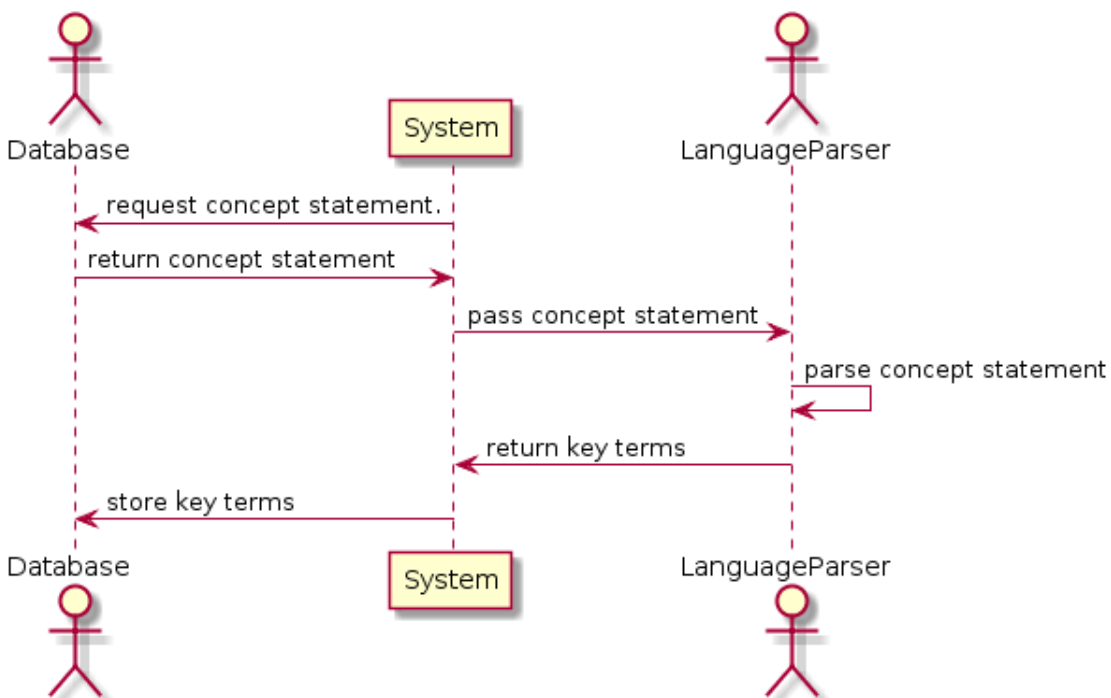 Database
System
LanguageParser
request concept statement.
return concept statement
pass concept statement
parse concept statement
return key terms
store key terms
Database
System
LanguageParser